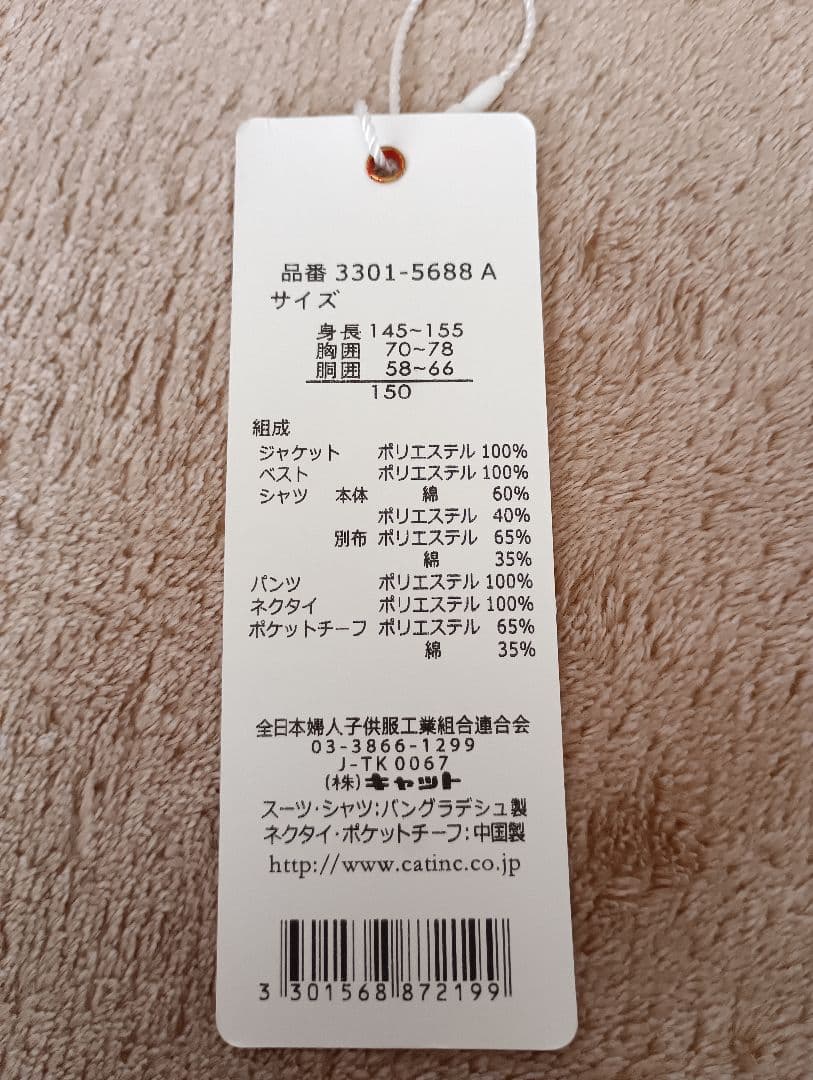 品番 3301-5688 A
サイズ
身長 145~155
胸囲 70~78
胴囲 58~66
150
組成
ジャケット ポリエステル 100%
ベスト ポリエステル 100%
シャツ 本体 綿 60%
ポリエステル 40%
別布 ポリエステル 65%
綿 35%
パンツ ポリエステル 100%
ネクタイ ポリエステル 100%
ポケットチーフ ポリエステル 65%
綿 35%
全日本婦人子供服工業組合連合会
03-3866-1299
J-TK0067
(株)キャット
スーツ・シャツ:バングラデシュ製
ネクタイ・ポケットチーフ:中国製
http://www.catinc.co.jp
3 301568 872199